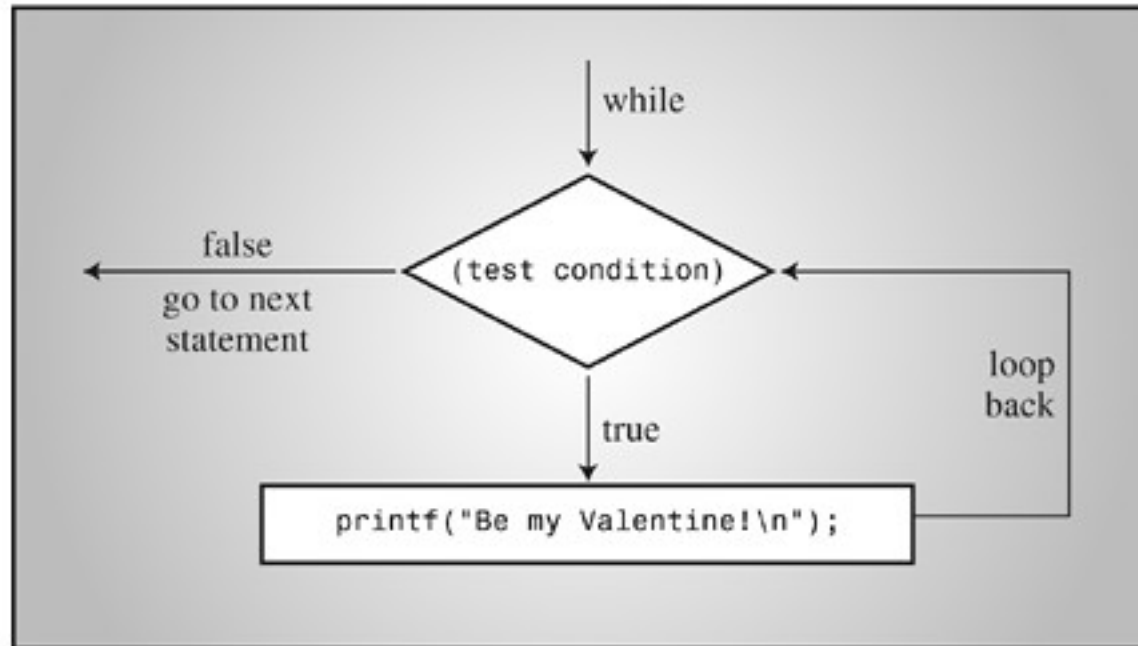 while
(test condition)
false
go to next
statement
true
loop
back
printf("Be my Valentine!\n");